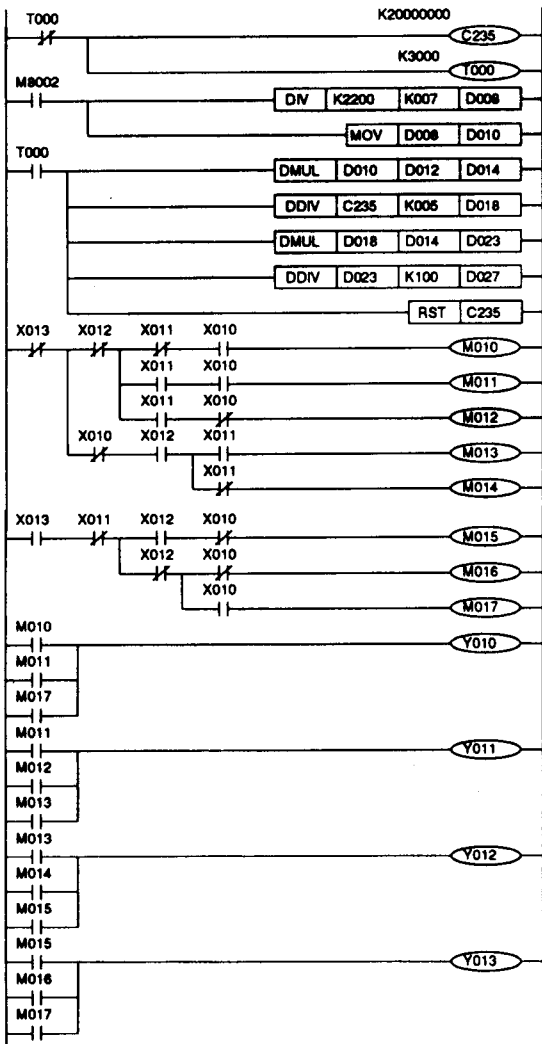 T000 K20000000
C235
K3000
T000
M8002
DIV K2200 K007 D008
MOV D008 D010
T000
DMUL D010 D012 D014
DDIV C235 K005 D018
DMUL D018 D014 D023
DDIV D023 K100 D027
RST C235
X013 X012 X011 X010
M010
X011 X010
M011
X011 X010
M012
X010 X012 X011
M013
X011
M014
X013 X011 X012 X010
M015
X012 X010
M016
X010
M017
M010
Y010
M011
M017
M011
Y011
M012
M013
M013
Y012
M014
M015
M015
Y013
M016
M017